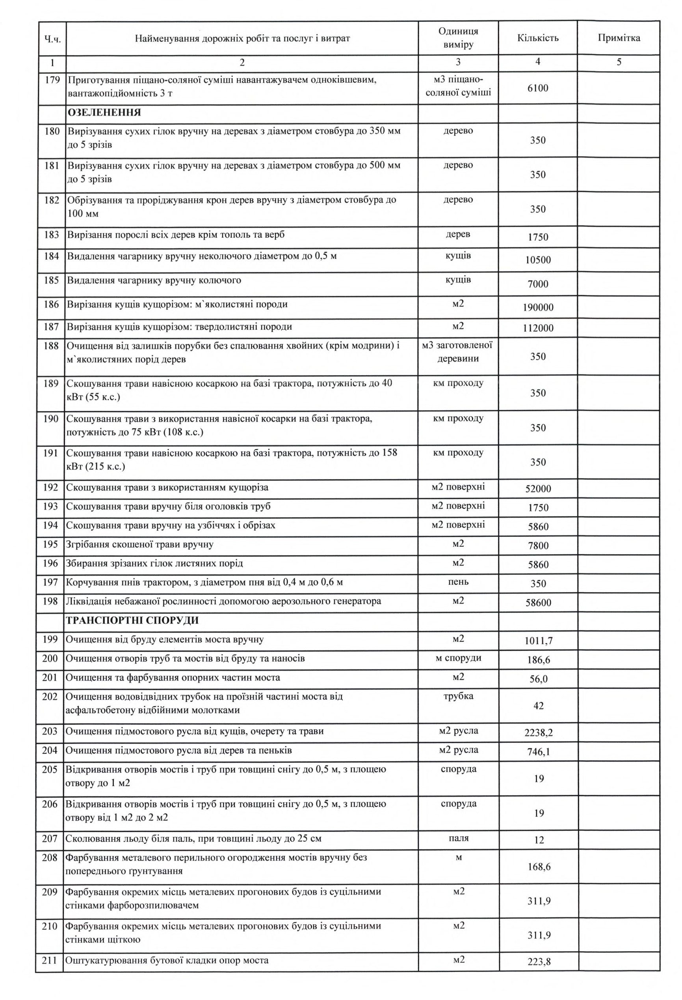 Ч.ч.
Найменування дорожніх робіт та послуг і витрат
Одиниця
виміру
Кількість
Примітка
1
2
3
4
5
179
Приготування піщано-соляної суміші навантажувачем одноківшевим,
вантажопідйомність 3 т
м3 піщано-
соляної суміші
6100
ОЗЕЛЕНЕННЯ
180
Вирізування сухих гілок вручну на деревах з діаметром стовбура до 350 мм
до 5 зрізів
дерево
350
181
Вирізування сухих гілок вручну на деревах з діаметром стовбура до 500 мм
до 5 зрізів
дерево
350
182
Обрізування та проріджування крон дерев вручну з діаметром стовбура до
100 мм
дерево
350
183
Вирізання порослі всіх дерев крім тополь та верб
дерев
1750
184
Видалення чагарнику вручну неколючого діаметром до 0,5 м
кущів
10500
185
Видалення чагарнику вручну колючого
кущів
7000
186
Вирізання кущів кущорізом: м`яколистяні породи
м2
190000
187
Вирізання кущів кущорізом: твердолистяні породи
м2
112000
188
Очищення від залишків порубки без спалювання хвойних (крім модрини) і
м`яколистяних порід дерев
м3 заготовленої
деревини
350
189
Скошування трави навісною косаркою на базі трактора, потужність до 40
кВт (55 к.с.)
км проходу
350
190
Скошування трави з використання навісної косарки на базі трактора,
потужність до 75 кВт (108 к.с.)
км проходу
350
191
Скошування трави навісною косаркою на базі трактора, потужність до 158
кВт (215 к.с.)
км проходу
350
192
Скошування трави з використанням кущоріза
м2 поверхні
52000
193
Скошування трави вручну біля оголовків труб
м2 поверхні
1750
194
Скошування трави вручну на узбіччях і обрізах
м2 поверхні
5860
195
Згрібання скошеної трави вручну
м2
7800
196
Збирання зрізаних гілок листяних порід
м2
5860
197
Корчування пнів трактором, з діаметром пня від 0,4 м до 0,6 м
пень
350
198
Ліквідація небажаної рослинності допомогою аерозольного генератора
м2
58600
ТРАНСПОРТНІ СПОРУДИ
199
Очищення від бруду елементів моста вручну
м2
1011,7
200
Очищення отворів труб та мостів від бруду та наносів
м споруди
186,6
201
Очищення та фарбування опорних частин моста
м2
56,0
202
Очищення водовідвідних трубок на проїзній частині моста від
асфальтобетону відбійними молотками
трубка
42
203
Очищення підмостового русла від кущів, очерету та трави
м2 русла
2238,2
204
Очищення підмостового русла від дерев та пеньків
м2 русла
746,1
205
Відкривання отворів мостів і труб при товщині снігу до 0,5 м, з площею
отвору до 1 м2
споруда
19
206
Відкривання отворів мостів і труб при товщині снігу до 0,5 м, з площею
отвору від 1 м2 до 2 м2
споруда
19
207
Сколювання льоду біля паль, при товщині льоду до 25 см
паля
12
208
Фарбування металевого перильного огородження мостів вручну без
попереднього ґрунтування
м
168,6
209
Фарбування окремих місць металевих прогонових будов із суцільними
стінками фарборозпилювачем
м2
311,9
210
Фарбування окремих місць металевих прогонових будов із суцільними
стінками щіткою
м2
311,9
211
Оштукатурювання бутової кладки опор моста
м2
223,8